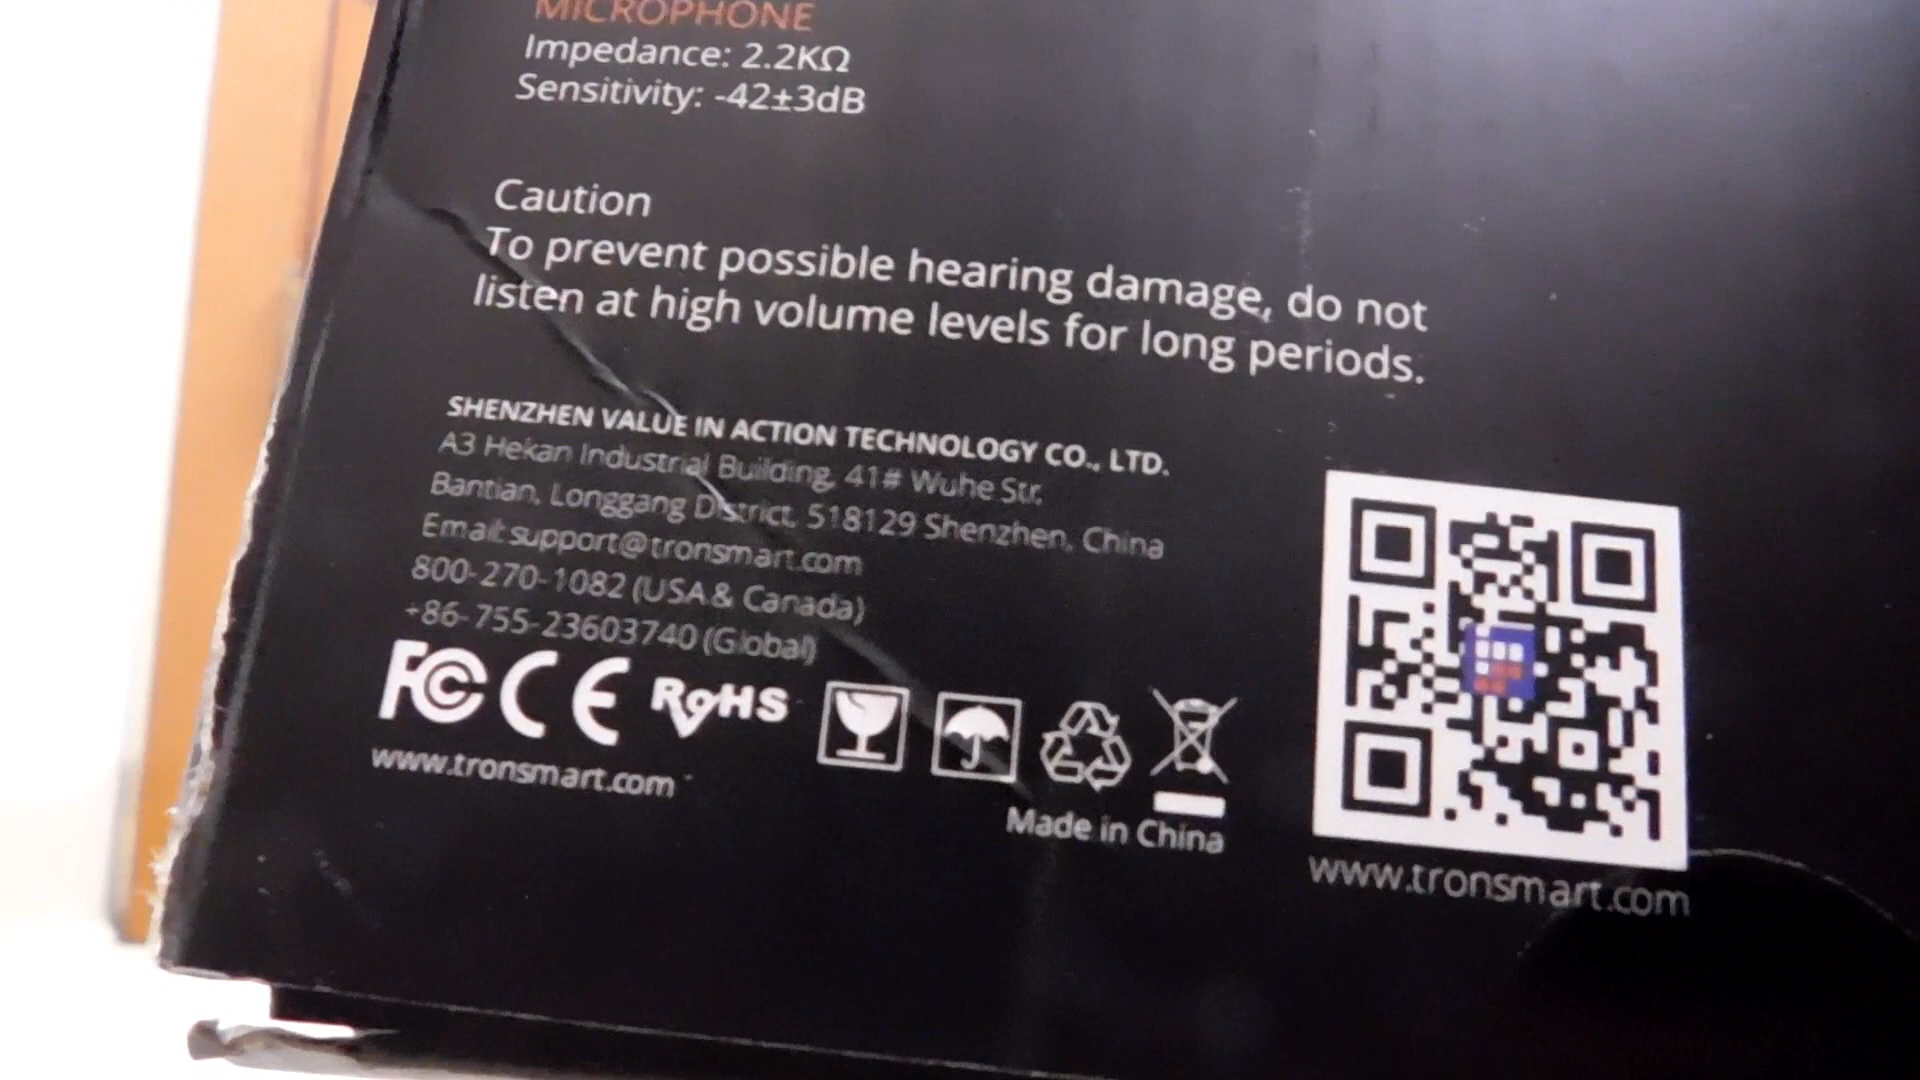 MICROPHONE
Impedance: 2.2KΩ
Sensitivity: -42±3dB
Caution
To prevent possible hearing damage, do not
listen at high volume levels for long periods.
SHENZHEN VALUE IN ACTION TECHNOLOGY CO., LTD.
A3 Hekan Industrial Building, 41# Wuhe Str,
Bantian, Longgang District, 518129 Shenzhen, China
Email:support@tronsmart.com
800-270-1082 (USA & Canada)
+86-755-23603740 (Global)
FC CE RoHS
www.tronsmart.com
Made in China
www.tronsmart.com